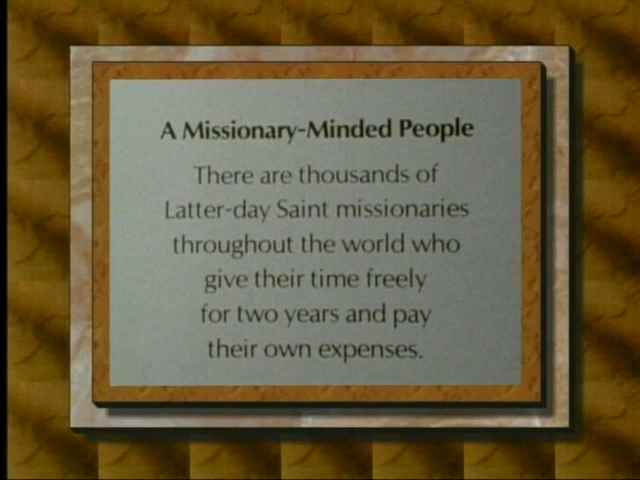 A Missionary-Minded People
There are thousands of
Latter-day Saint missionaries
throughout the world who
give their time freely
for two years and pay
their own expenses.